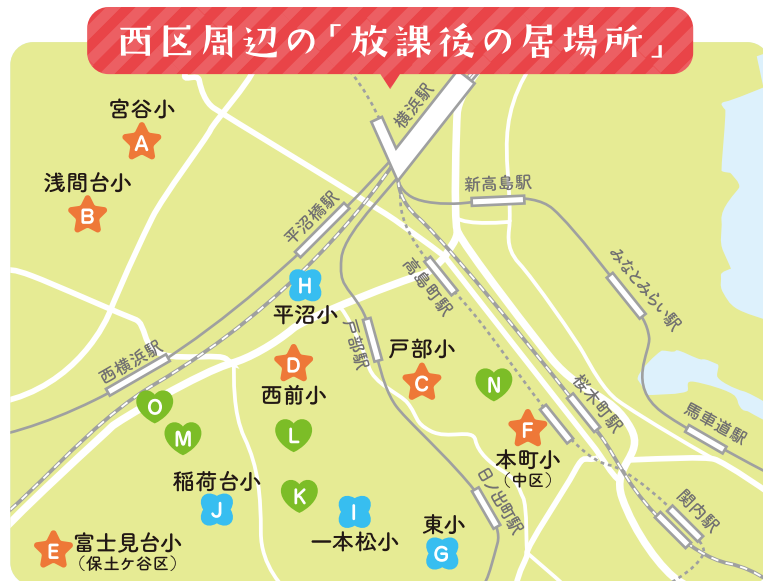 西区周辺の「放課後の居場所」
宮谷小
A
浅間台小
B
横浜駅
新高島駅
平沼橋駅
みなとみらい駅
高島町駅
H
平沼小
戸部駅
西横浜駅
D
西前小
戸部小
C
N
桜木町駅
馬車道駅
O
M
L
F
本町小
（中区）
稲荷台小
J
K
I
一本松小
東小
G
日ノ出町駅
関内駅
E
富士見台小
（保土ケ谷区）